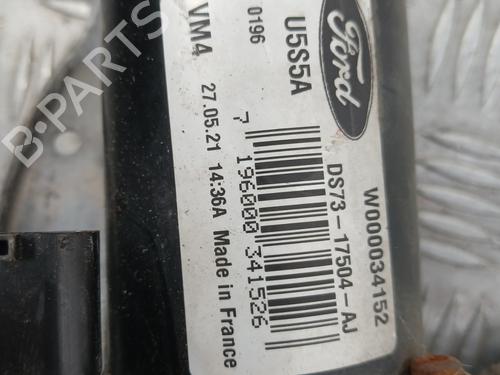 Ford
W000034152
DS73-17504-AJ
U5S5A
0196
7 196000 341526
VM4
27.05.21 14:36A Made in France
B-PARTS